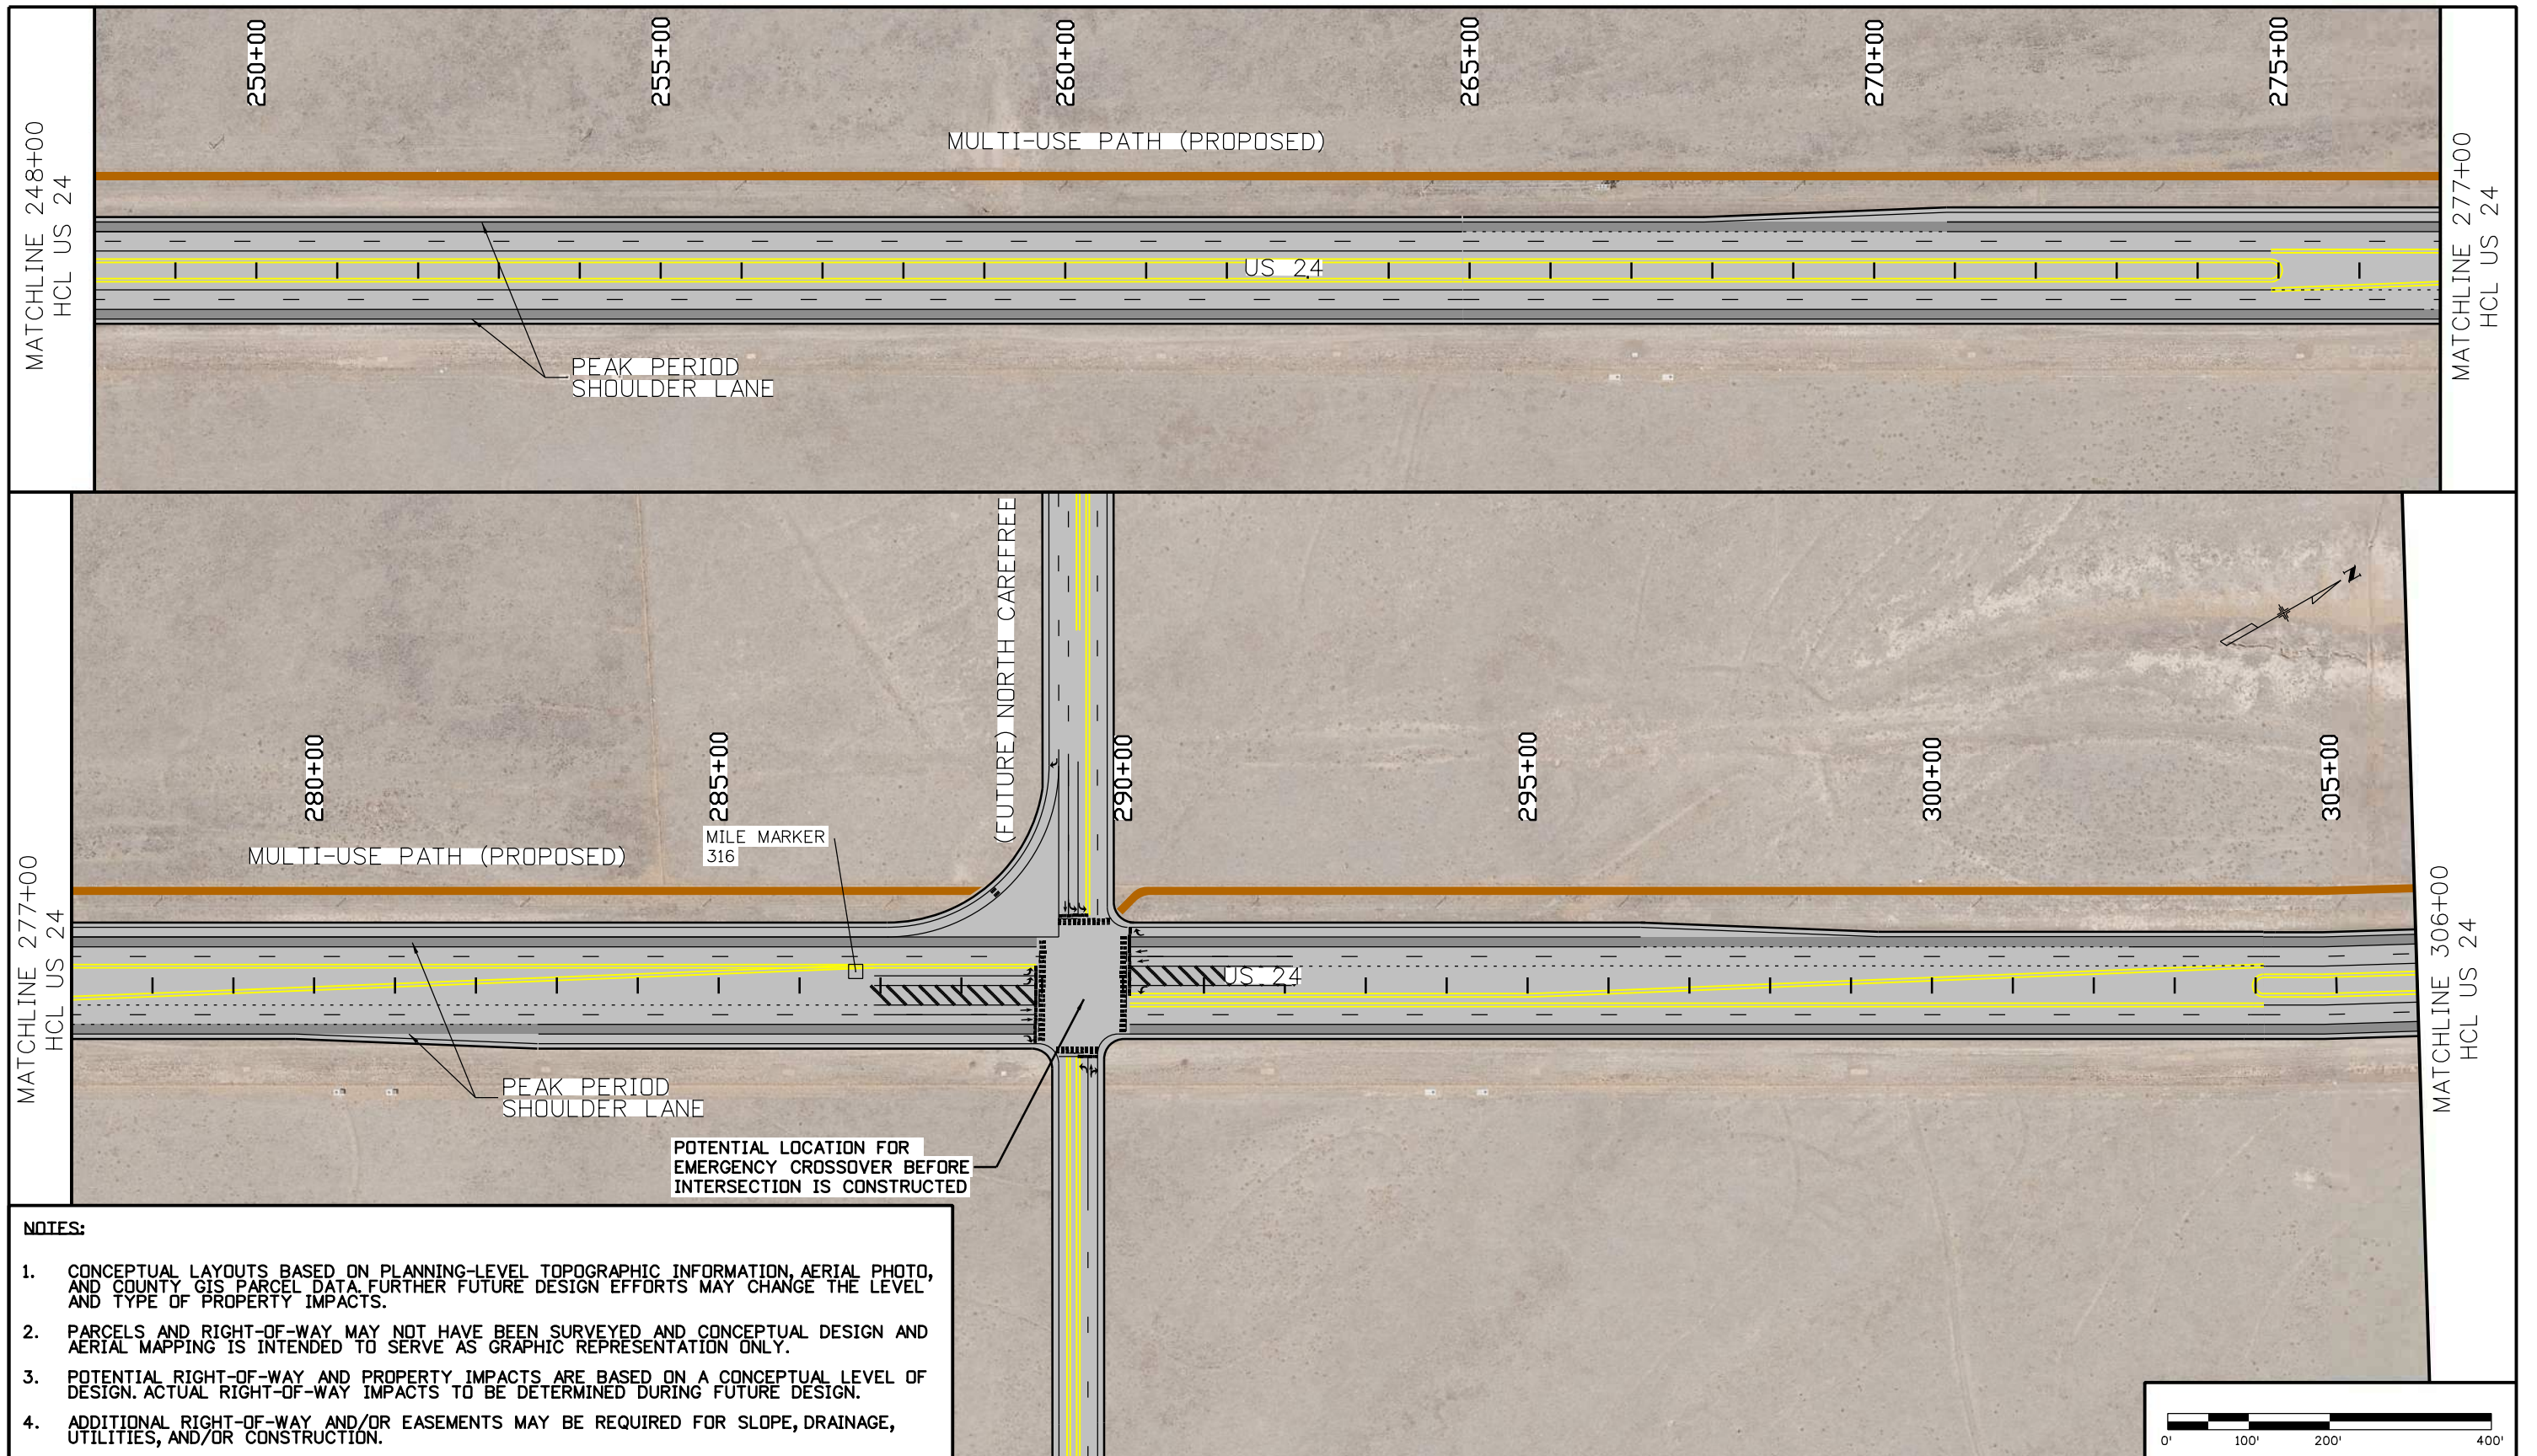 250+00
255+00
260+00
265+00
270+00
275+00
MATCHLINE 248+00
HCL US 24
MULTI-USE PATH (PROPOSED)
US 24
PEAK PERIOD
SHOULDER LANE
MATCHLINE 277+00
HCL US 24
(FUTURE) NORTH CAREFREE
N
280+00
285+00
290+00
295+00
300+00
305+00
MATCHLINE 277+00
HCL US 24
MULTI-USE PATH (PROPOSED)
MILE MARKER
316
US 24
PEAK PERIOD
SHOULDER LANE
POTENTIAL LOCATION FOR
EMERGENCY CROSSOVER BEFORE
INTERSECTION IS CONSTRUCTED
MATCHLINE 306+00
HCL US 24
NOTES:
1. CONCEPTUAL LAYOUTS BASED ON PLANNING-LEVEL TOPOGRAPHIC INFORMATION, AERIAL PHOTO,
AND COUNTY GIS PARCEL DATA. FURTHER FUTURE DESIGN EFFORTS MAY CHANGE THE LEVEL
AND TYPE OF PROPERTY IMPACTS.
2. PARCELS AND RIGHT-OF-WAY MAY NOT HAVE BEEN SURVEYED AND CONCEPTUAL DESIGN AND
AERIAL MAPPING IS INTENDED TO SERVE AS GRAPHIC REPRESENTATION ONLY.
3. POTENTIAL RIGHT-OF-WAY AND PROPERTY IMPACTS ARE BASED ON A CONCEPTUAL LEVEL OF
DESIGN. ACTUAL RIGHT-OF-WAY IMPACTS TO BE DETERMINED DURING FUTURE DESIGN.
4. ADDITIONAL RIGHT-OF-WAY AND/OR EASEMENTS MAY BE REQUIRED FOR SLOPE, DRAINAGE,
UTILITIES, AND/OR CONSTRUCTION.
0' 100' 200' 400'